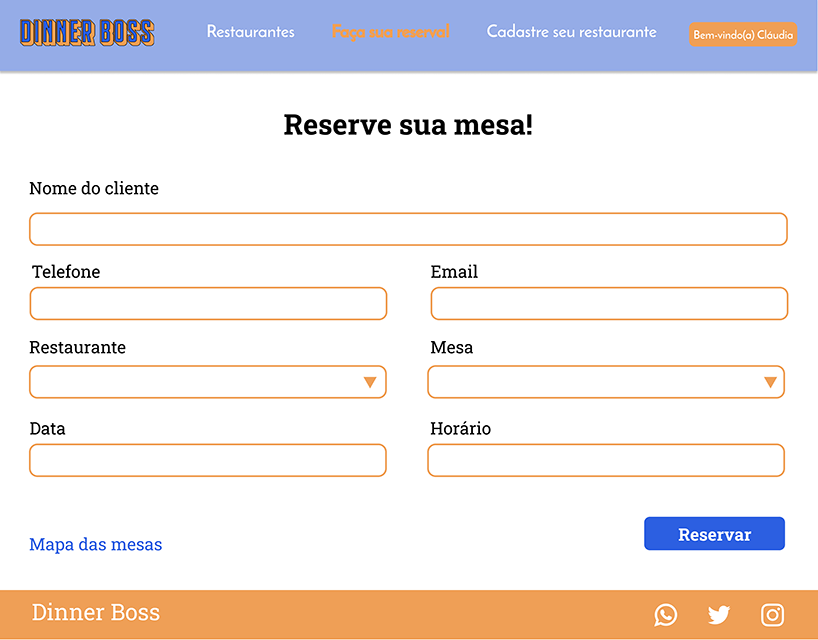 DINNER BOSS
Restaurantes
Faça sua reserva!
Cadastre seu restaurante
Bem-vindo(a) Cláudia
Reserve sua mesa!
Nome do cliente
Telefone
Email
Restaurante
Mesa
Data
Horário
Mapa das mesas
Reservar
Dinner Boss